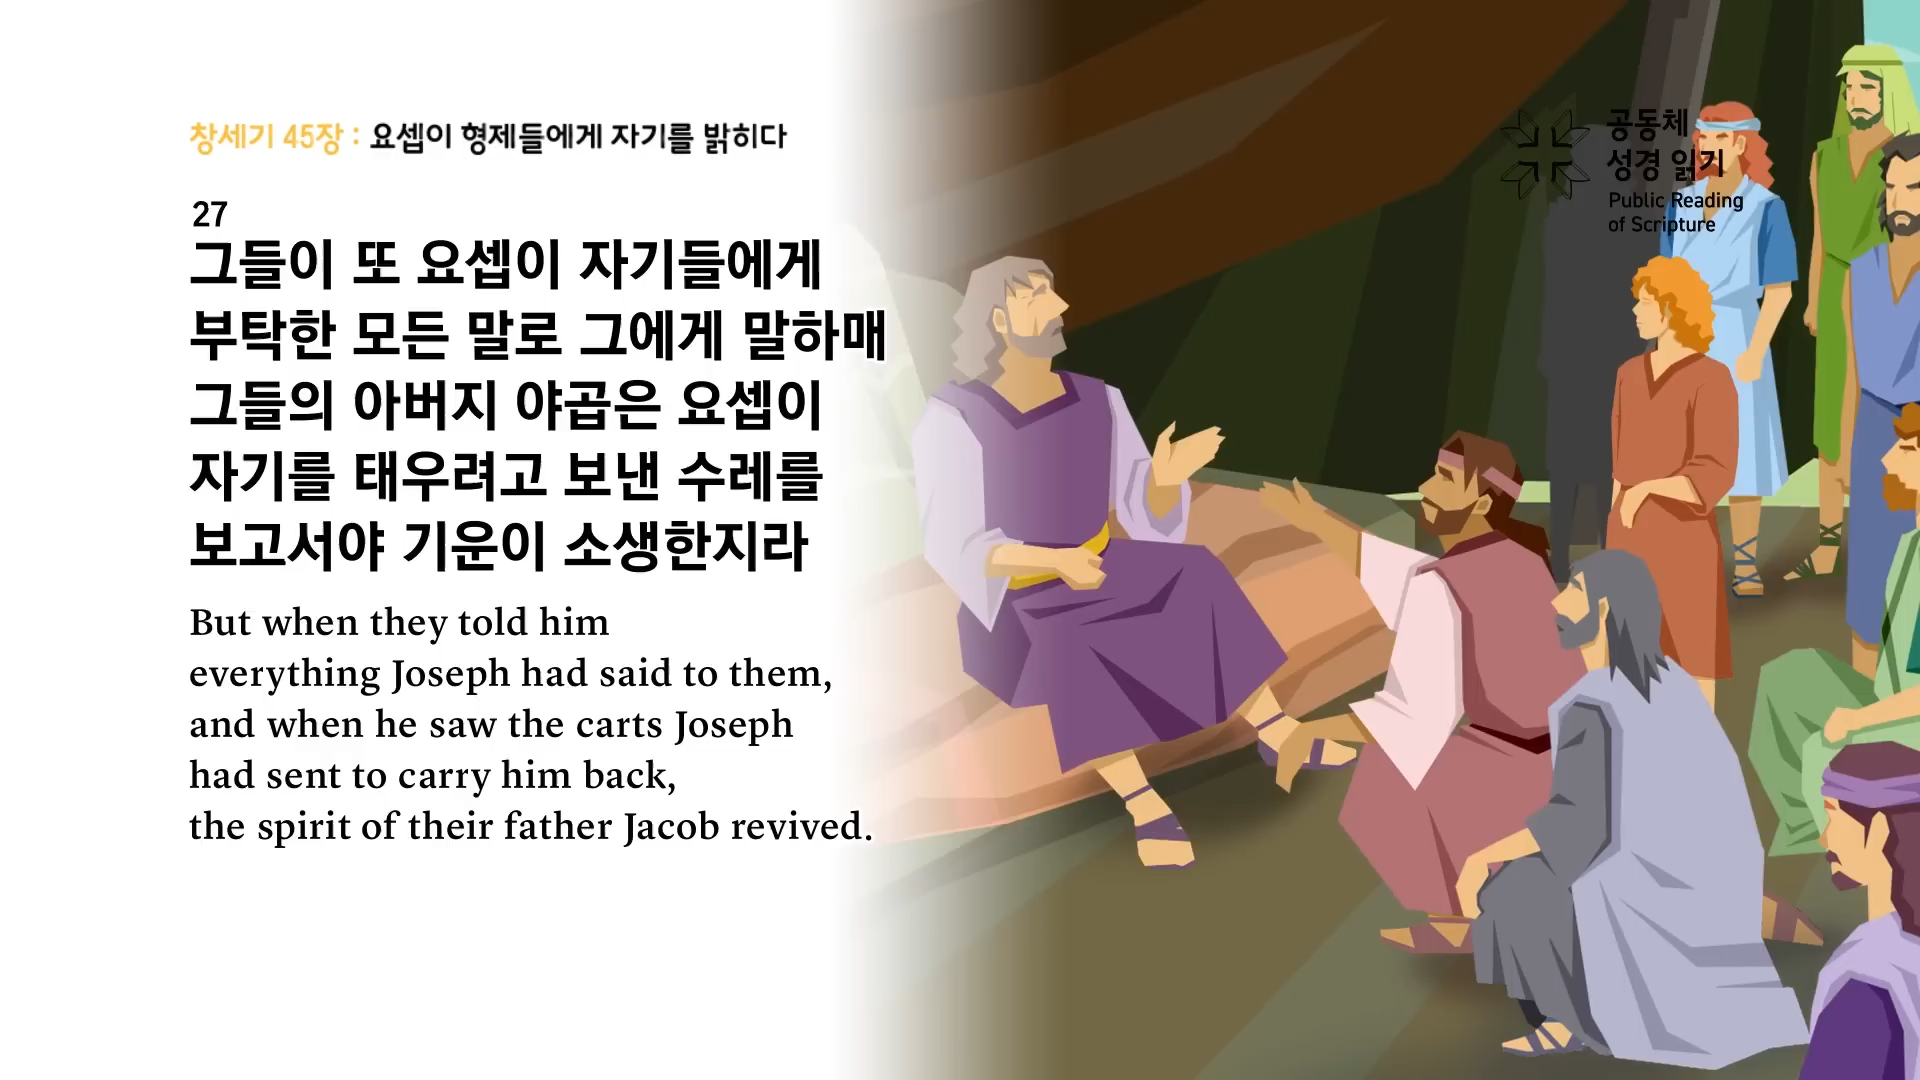 창세기 45장 : 요셉이 형제들에게 자기를 밝히다
27
그들이 또 요셉이 자기들에게
부탁한 모든 말로 그에게 말하매
그들의 아버지 야곱은 요셉이
자기를 태우려고 보낸 수레를
보고서야 기운이 소생한지라
But when they told him
everything Joseph had said to them,
and when he saw the carts Joseph
had sent to carry him back,
the spirit of their father Jacob revived.
공동체
성경 읽기
Public Reading
of Scripture